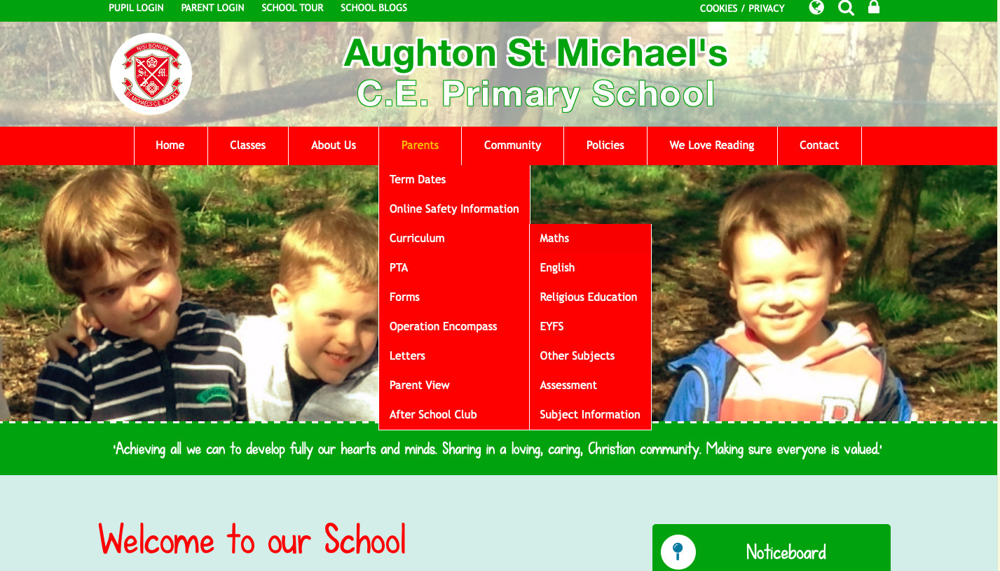 PUPIL LOGIN PARENT LOGIN SCHOOL TOUR SCHOOL BLOGS COOKIES / PRIVACY
NISI BONUM
St. M.
ST MICHAELS C.E. SCHOOL
Aughton St Michael's
C.E. Primary School
Home Classes About Us Parents Community Policies We Love Reading Contact
Term Dates
Online Safety Information
Curriculum
PTA
Forms
Operation Encompass
Letters
Parent View
After School Club
Maths
English
Religious Education
EYFS
Other Subjects
Assessment
Subject Information
'Achieving all we can to develop fully our hearts and minds. Sharing in a loving, caring, Christian community. Making sure everyone is valued.'
Welcome to our School
Noticeboard